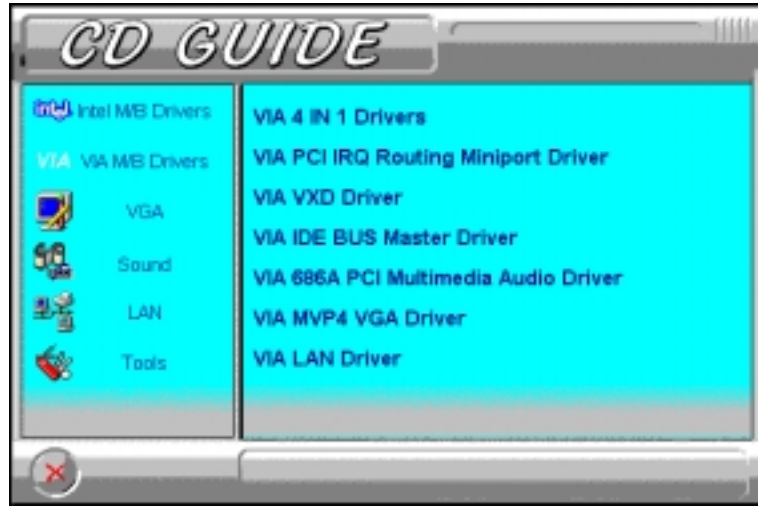 CD GUIDE
intel Intel M/B Drivers
VIA VIA M/B Drivers
VGA
Sound
LAN
Tools
VIA 4 IN 1 Drivers
VIA PCI IRQ Routing Miniport Driver
VIA VXD Driver
VIA IDE BUS Master Driver
VIA 686A PCI Multimedia Audio Driver
VIA MVP4 VGA Driver
VIA LAN Driver